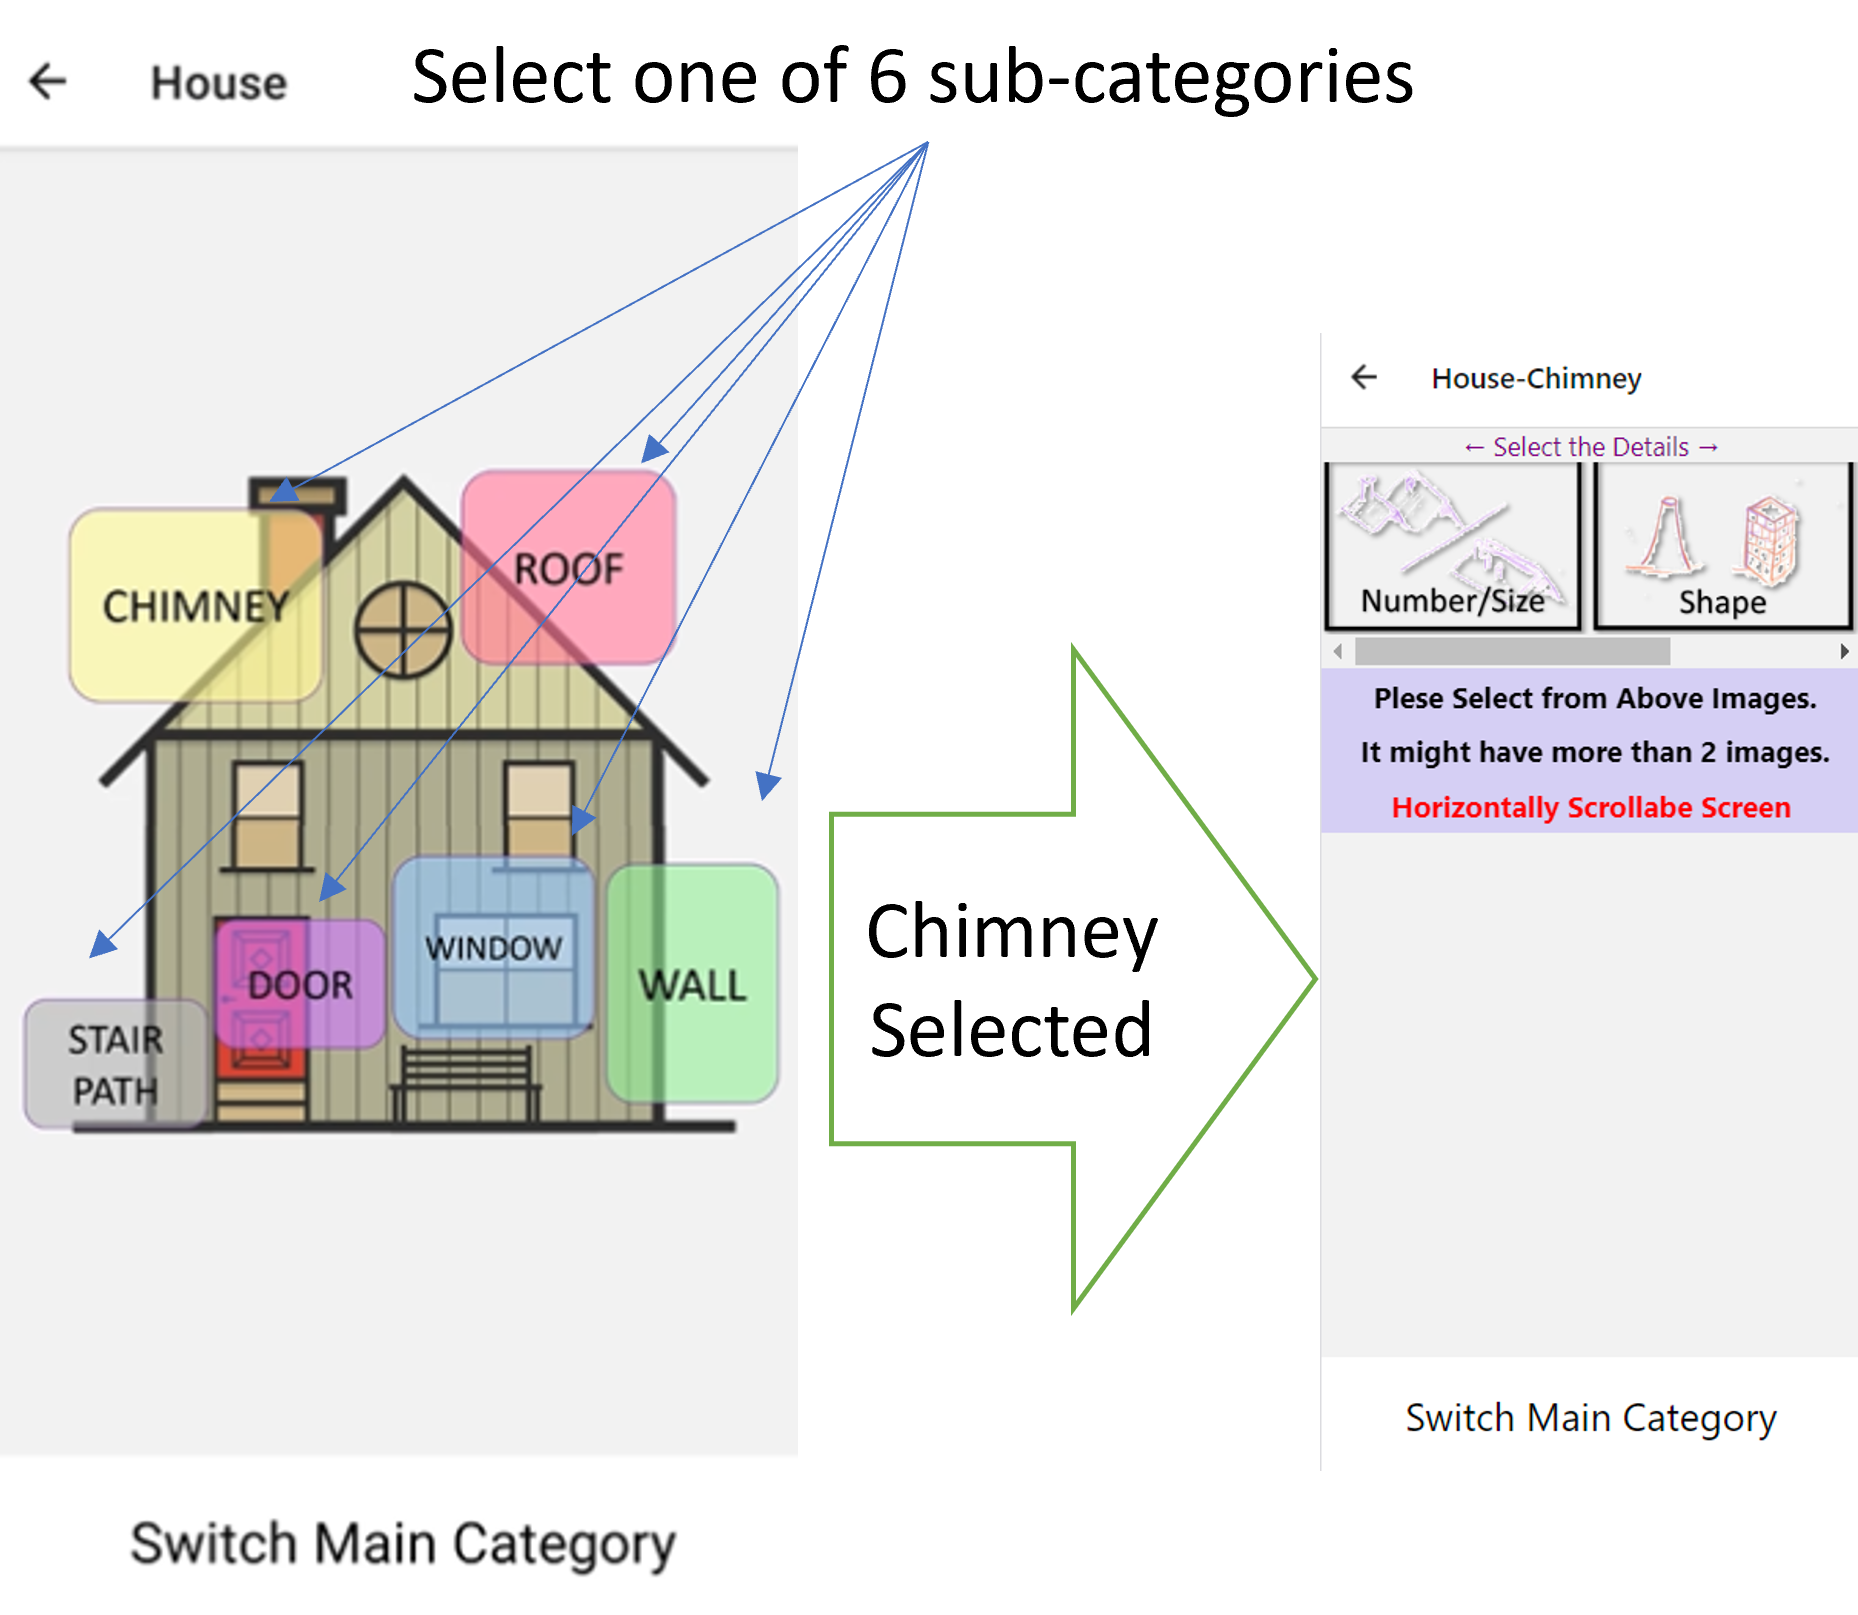 House
Select one of 6 sub-categories
CHIMNEY
ROOF
DOOR
WINDOW
WALL
STAIR
PATH
Switch Main Category
Chimney
Selected
House-Chimney
← Select the Details →
Number/Size
Shape
Plese Select from Above Images.
It might have more than 2 images.
Horizontally Scrollabe Screen
Switch Main Category